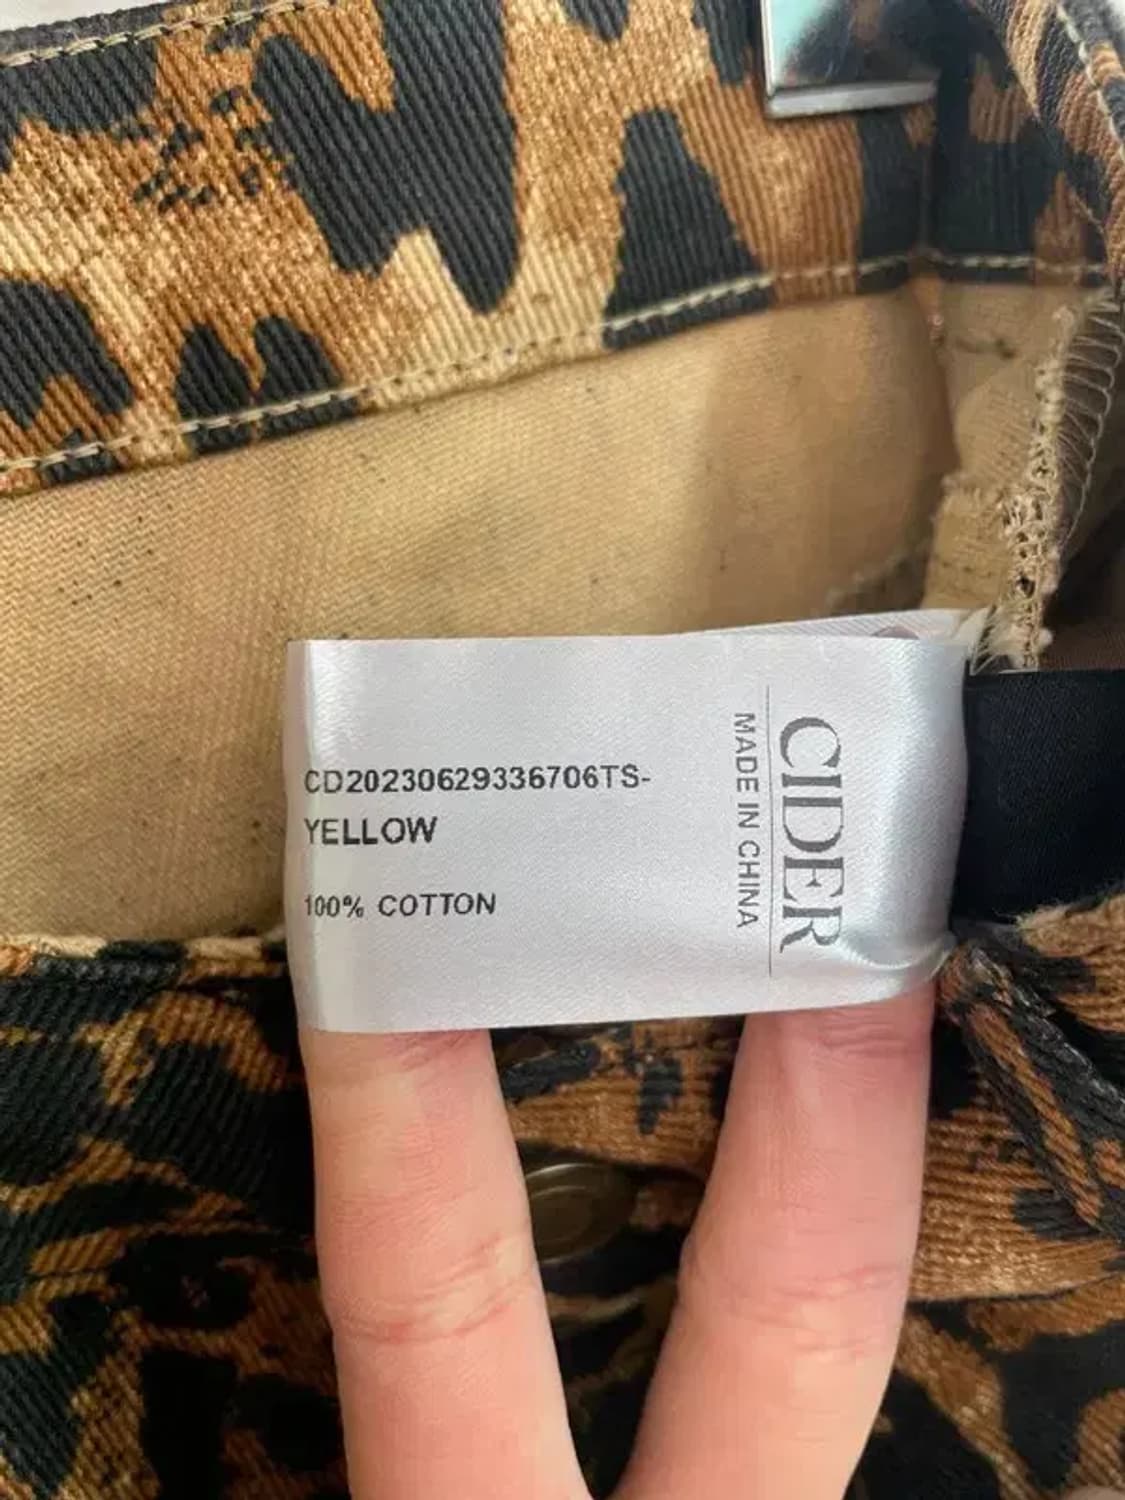 CD20230629336706TS-
YELLOW
100% COTTON
CIDER
MADE IN CHINA